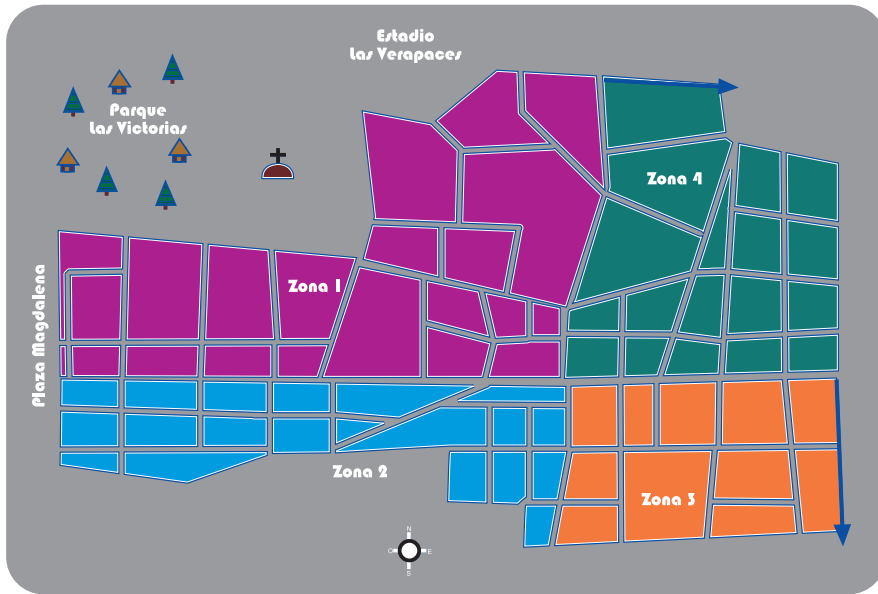 Estadio
Las Verapaces
Parque
Las Victorias
Zona 4
Zona 1
Plaza Magdalena
Zona 2
Zona 3
N
O E
S